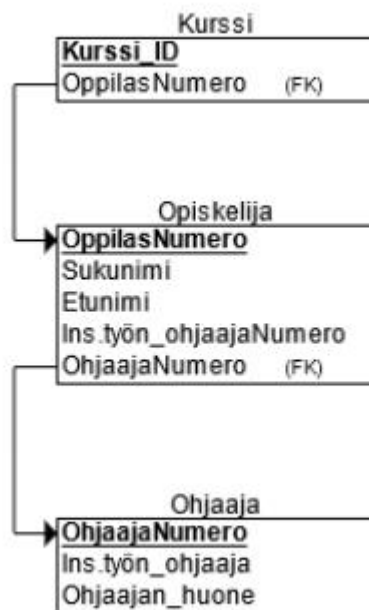 Kurssi
Kurssi_ID
OppilasNumero (FK)
Opiskelija
OppilasNumero
Sukunimi
Etunimi
Ins.työn_ohjaajaNumero
OhjaajaNumero (FK)
Ohjaaja
OhjaajaNumero
Ins.työn_ohjaaja
Ohjaajan_huone